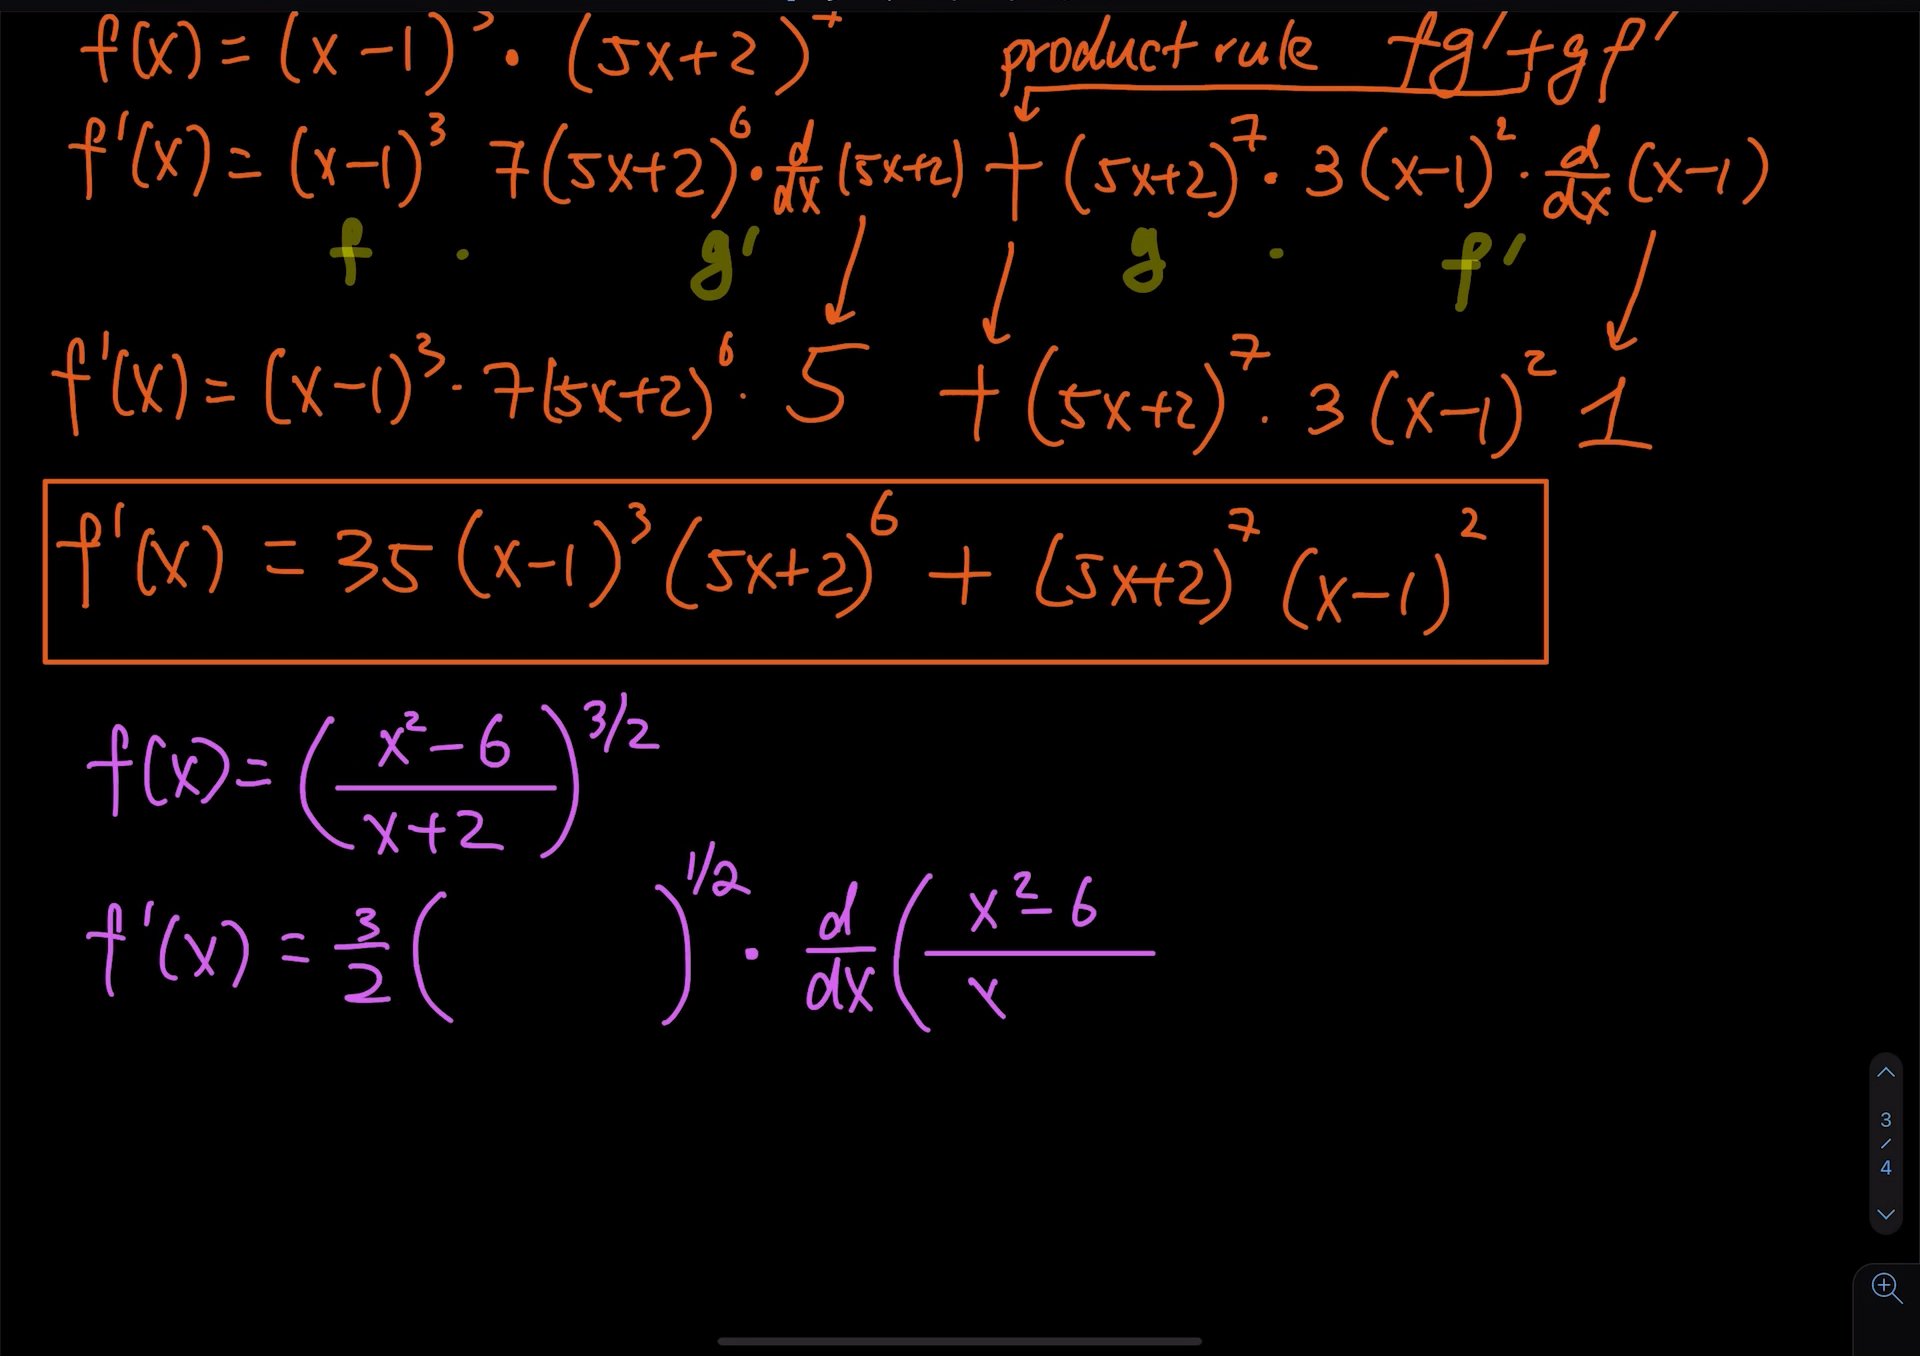 f(x) = (x-1)³ · (5x+2)⁷ product rule fg'+gf'
f'(x) = (x-1)³ 7(5x+2)⁶ · d/dx (5x+2) + (5x+2)⁷ · 3(x-1)² · d/dx (x-1)
f · g' g · f'
f'(x) = (x-1)³ · 7(5x+2)⁶ · 5 + (5x+2)⁷ · 3(x-1)² 1
f'(x) = 35(x-1)³(5x+2)⁶ + (5x+2)⁷(x-1)²
f(x) = ((x²-6)/(x+2))^(3/2)
f'(x) = 3/2 ( )^(1/2) · d/dx ( (x²-6)/x
3
/
4